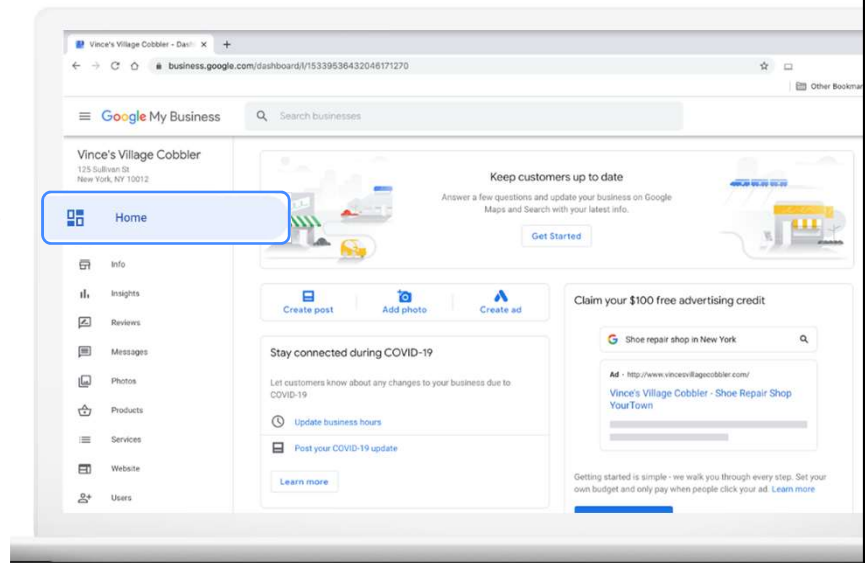 Vince's Village Cobbler - Dash
business.google.com/dashboard/l/15339536432046171270
Other Bookmar
Google My Business
Search businesses
Vince's Village Cobbler
125 Sullivan St
New York, NY 10012
Home
Info
Insights
Reviews
Messages
Photos
Products
Services
Website
Users
Keep customers up to date
Answer a few questions and update your business on Google
Maps and Search with your latest info.
Get Started
Create post
Add photo
Create ad
Stay connected during COVID-19
Let customers know about any changes to your business due to
COVID-19
Update business hours
Post your COVID-19 update
Learn more
Claim your $100 free advertising credit
Shoe repair shop in New York
Ad · http://www.vincesvillagecobbler.com/
Vince's Village Cobbler - Shoe Repair Shop
YourTown
Getting started is simple - we walk you through every step. Set your
own budget and only pay when people click your ad. Learn more